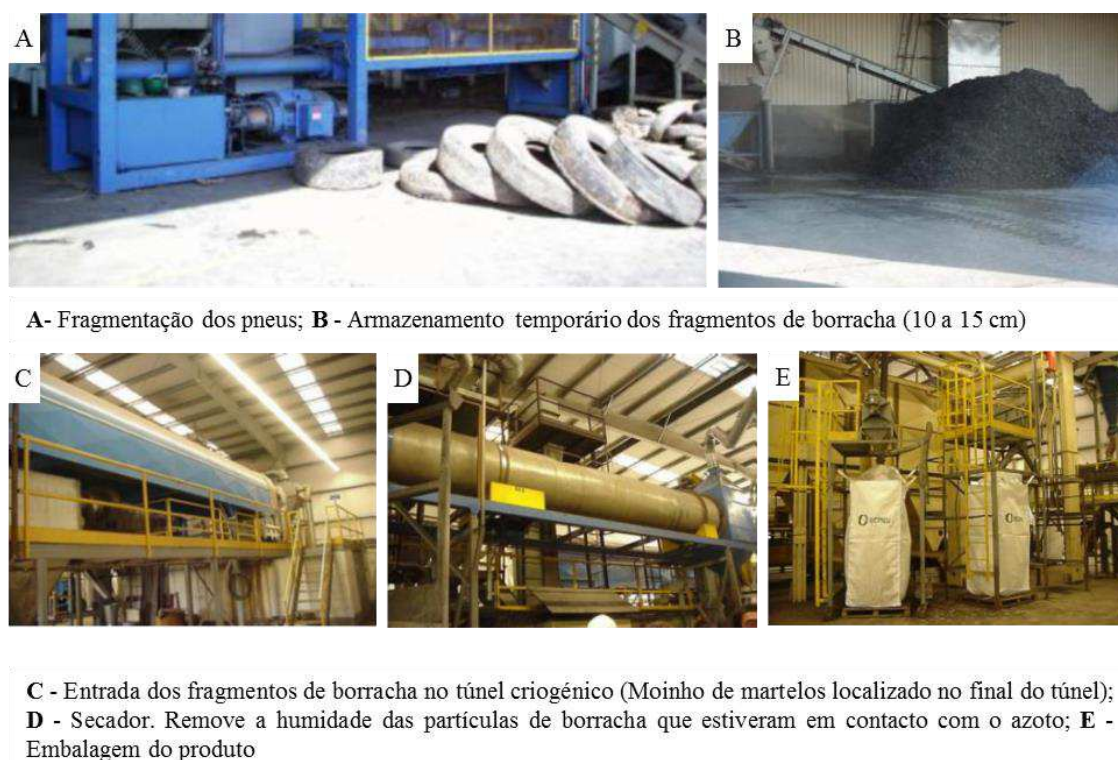 A
B
A- Fragmentação dos pneus; B - Armazenamento temporário dos fragmentos de borracha (10 a 15 cm)
C
D
E
C - Entrada dos fragmentos de borracha no túnel criogénico (Moinho de martelos localizado no final do túnel);
D - Secador. Remove a humidade das partículas de borracha que estiveram em contacto com o azoto; E -
Embalagem do produto